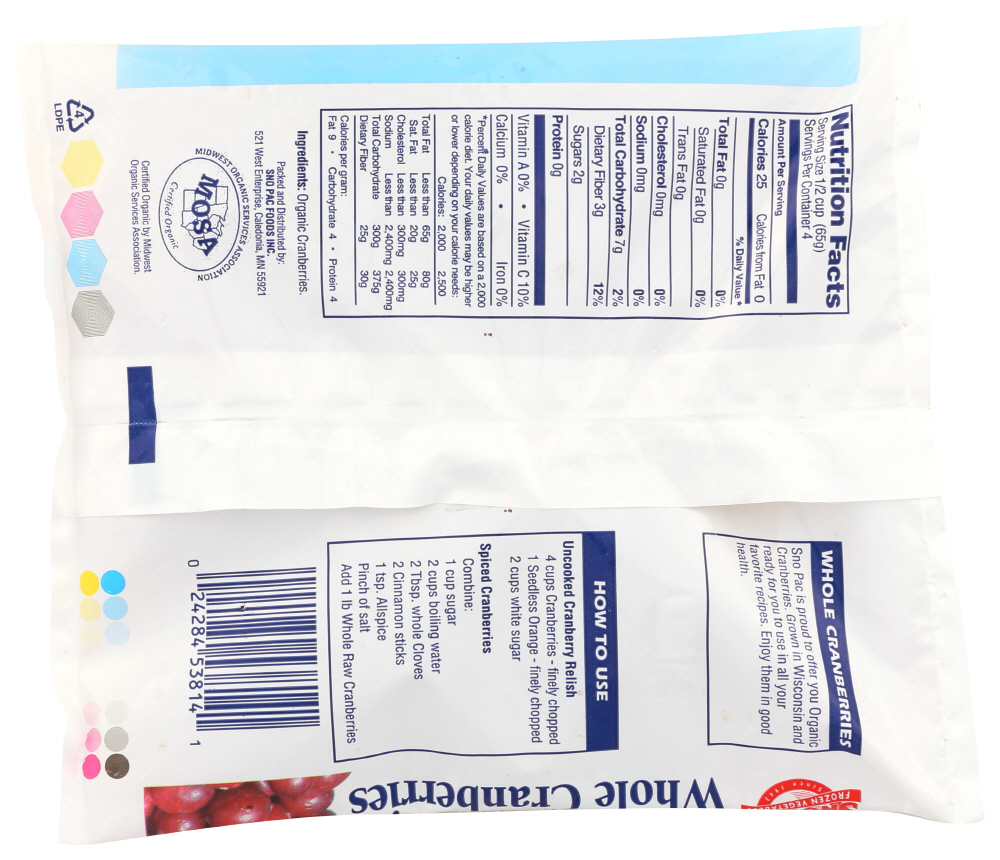 Nutrition Facts
Serving Size 1/2 cup (65g)
Servings Per Container 4
Amount Per Serving
Calories 25 Calories from Fat 0
% Daily Value*
Total Fat 0g 0%
Saturated Fat 0g 0%
Trans Fat 0g
Cholesterol 0mg 0%
Sodium 0mg 0%
Total Carbohydrate 7g 2%
Dietary Fiber 3g 12%
Sugars 2g
Protein 0g
Vitamin A 0% • Vitamin C 10%
Calcium 0% • Iron 0%
*Percent Daily Values are based on a 2,000
calorie diet. Your daily values may be higher
or lower depending on your calorie needs:
Calories: 2,000 2,500
Total Fat Less than 65g 80g
Sat. Fat Less than 20g 25g
Cholesterol Less than 300mg 300mg
Sodium Less than 2,400mg 2,400mg
Total Carbohydrate 300g 375g
Dietary Fiber 25g 30g
Calories per gram:
Fat 9 • Carbohydrate 4 • Protein 4
Ingredients: Organic Cranberries.
Packed and Distributed by:
SNO PAC FOODS INC.
521 West Enterprise, Caledonia, MN 55921
MIDWEST ORGANIC SERVICES ASSOCIATION
MOSA
Certified Organic
Certified Organic by Midwest
Organic Services Association.
4
LDPE
WHOLE CRANBERRIES
Sno Pac is proud to offer you Organic
Cranberries. Grown in Wisconsin and
ready for you to use in all your
favorite recipes. Enjoy them in good
health.
HOW TO USE
Uncooked Cranberry Relish
4 cups Cranberries - finely chopped
1 Seedless Orange - finely chopped
2 cups white sugar
Spiced Cranberries
Combine:
1 cup sugar
2 cups boiling water
2 Tbsp. whole Cloves
2 Cinnamon sticks
1 tsp. Allspice
Pinch of salt
Add 1 lb Whole Raw Cranberries
0 24284 53814 1
FROZEN
Since 1943
Whole Cranberries